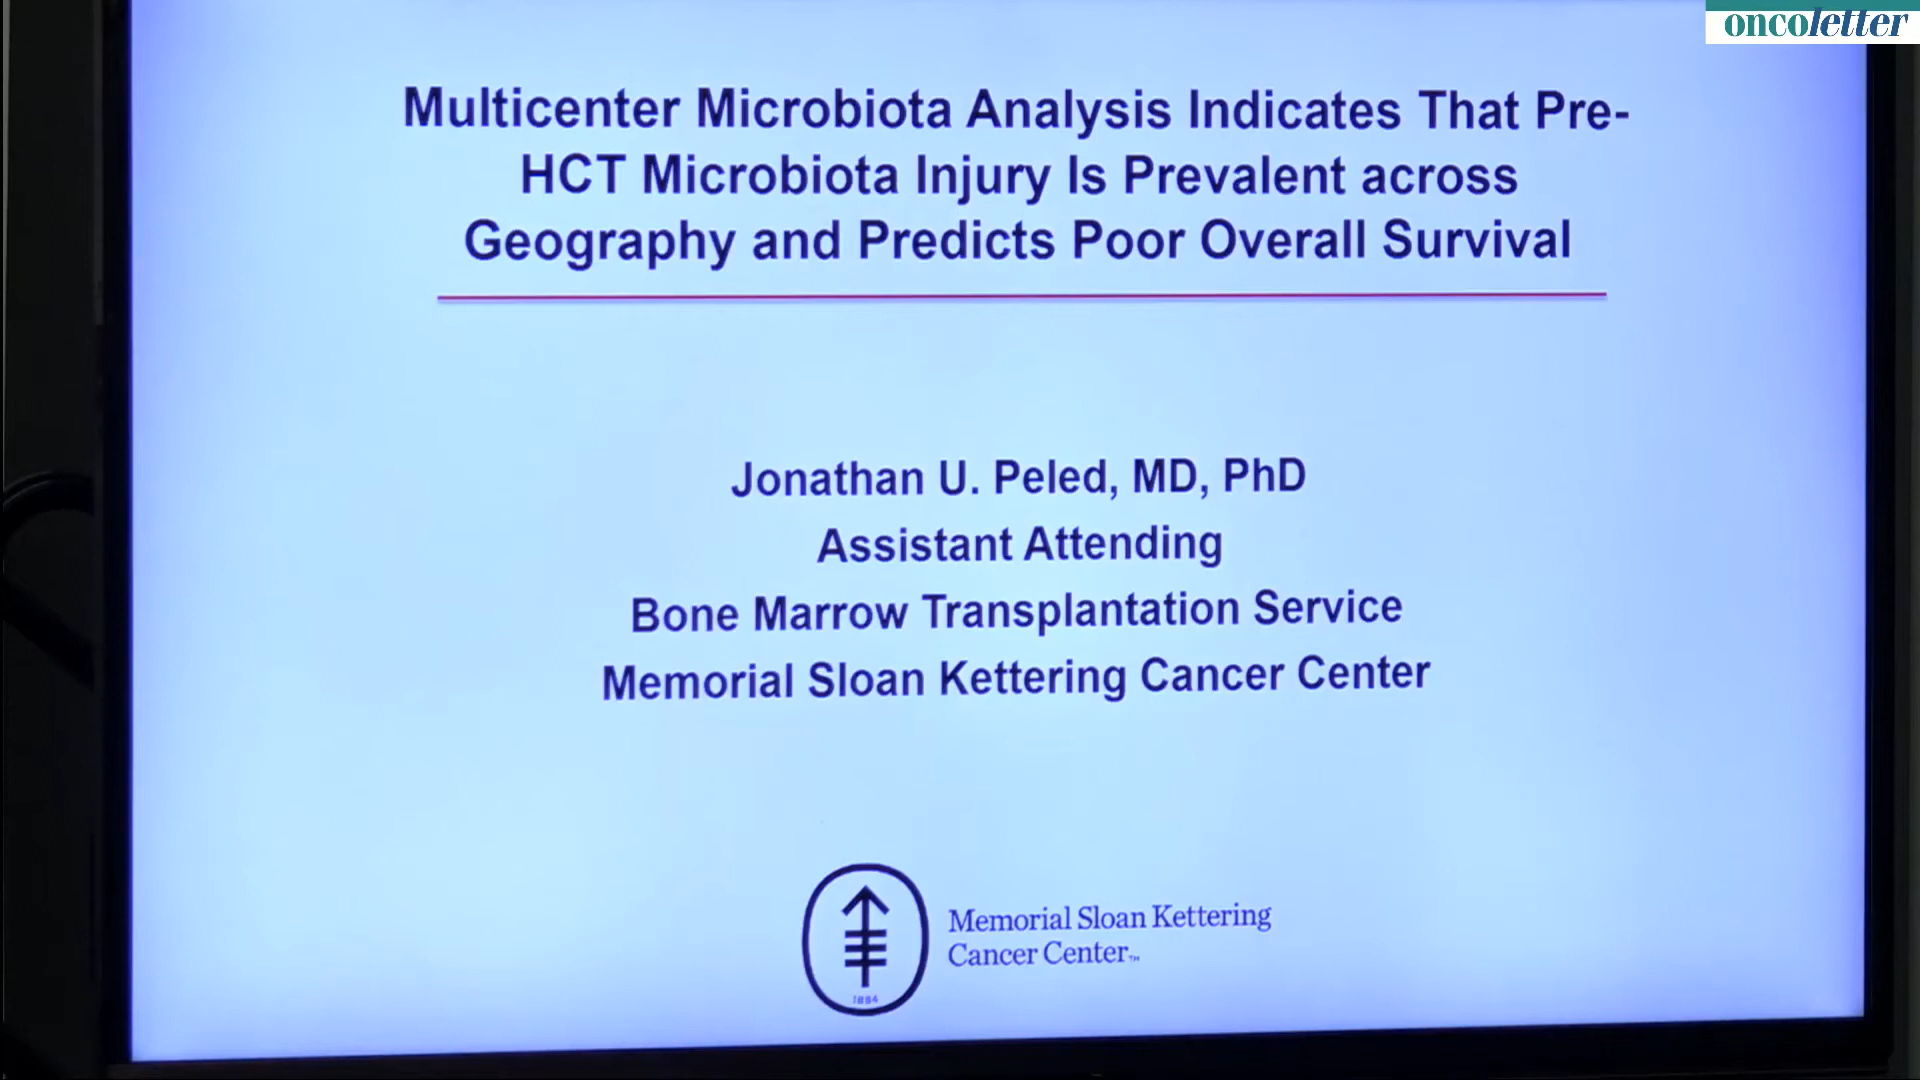 oncoletter
Multicenter Microbiota Analysis Indicates That Pre-
HCT Microbiota Injury Is Prevalent across
Geography and Predicts Poor Overall Survival
Jonathan U. Peled, MD, PhD
Assistant Attending
Bone Marrow Transplantation Service
Memorial Sloan Kettering Cancer Center
Memorial Sloan Kettering
Cancer Center™
1884